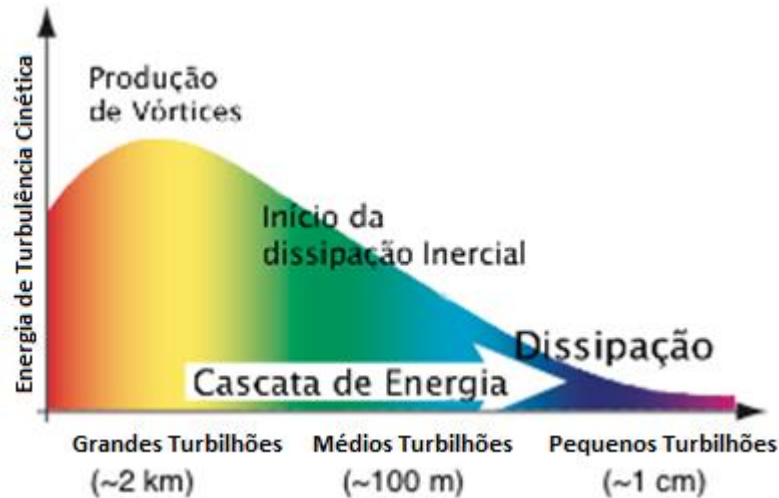 Energia de Turbulência Cinética
Produção
de Vórtices
Início da
dissipação Inercial
Dissipação
Cascata de Energia
Grandes Turbilhões
Médios Turbilhões
Pequenos Turbilhões
(~2 km)
(~100 m)
(~1 cm)